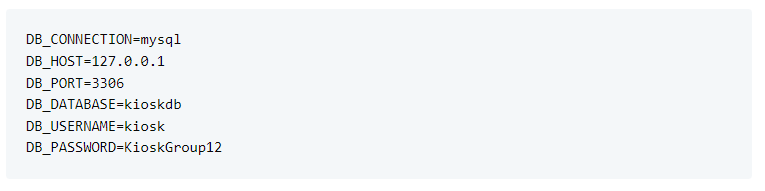 DB_CONNECTION=mysql
DB_HOST=127.0.0.1
DB_PORT=3306
DB_DATABASE=kioskdb
DB_USERNAME=kiosk
DB_PASSWORD=KioskGroup12